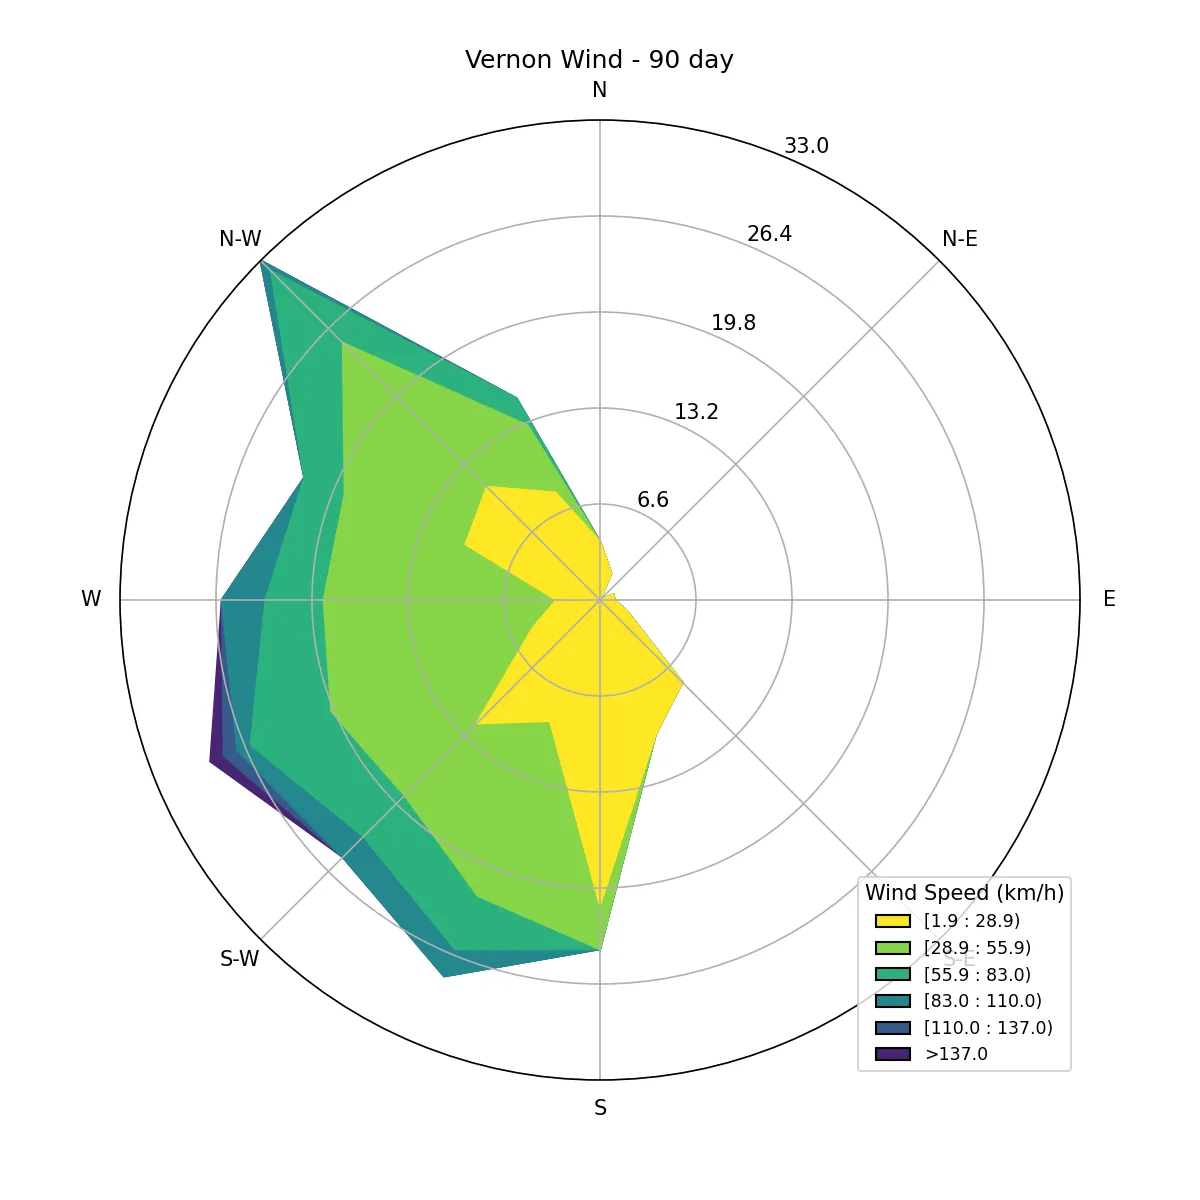 Vernon Wind - 90 day
N
33.0
N-W
26.4
N-E
19.8
13.2
6.6
W
E
S-W
S-E
S
Wind Speed (km/h)
[1.9 : 28.9)
[28.9 : 55.9)
[55.9 : 83.0)
[83.0 : 110.0)
[110.0 : 137.0)
>137.0